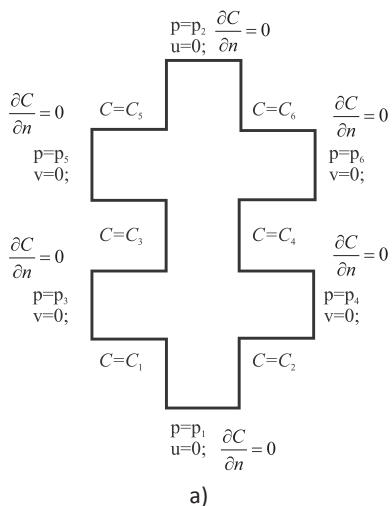 p=p₂ ∂C/∂n = 0
u=0;
∂C/∂n = 0 C=C₅ C=C₆ ∂C/∂n = 0
p=p₅ p=p₆
v=0; v=0;
∂C/∂n = 0 C=C₃ C=C₄ ∂C/∂n = 0
p=p₃ p=p₄
v=0; v=0;
C=C₁ C=C₂
p=p₁
u=0; ∂C/∂n = 0
a)